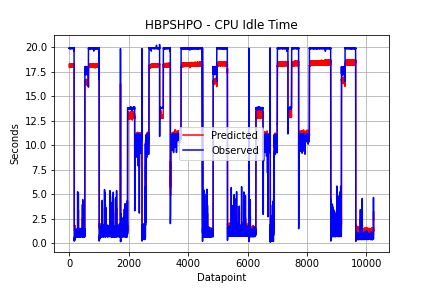 HBPSHPO - CPU Idle Time
20.0
17.5
15.0
12.5
10.0
7.5
5.0
2.5
0.0
Seconds
Predicted
Observed
0 2000 4000 6000 8000 10000
Datapoint